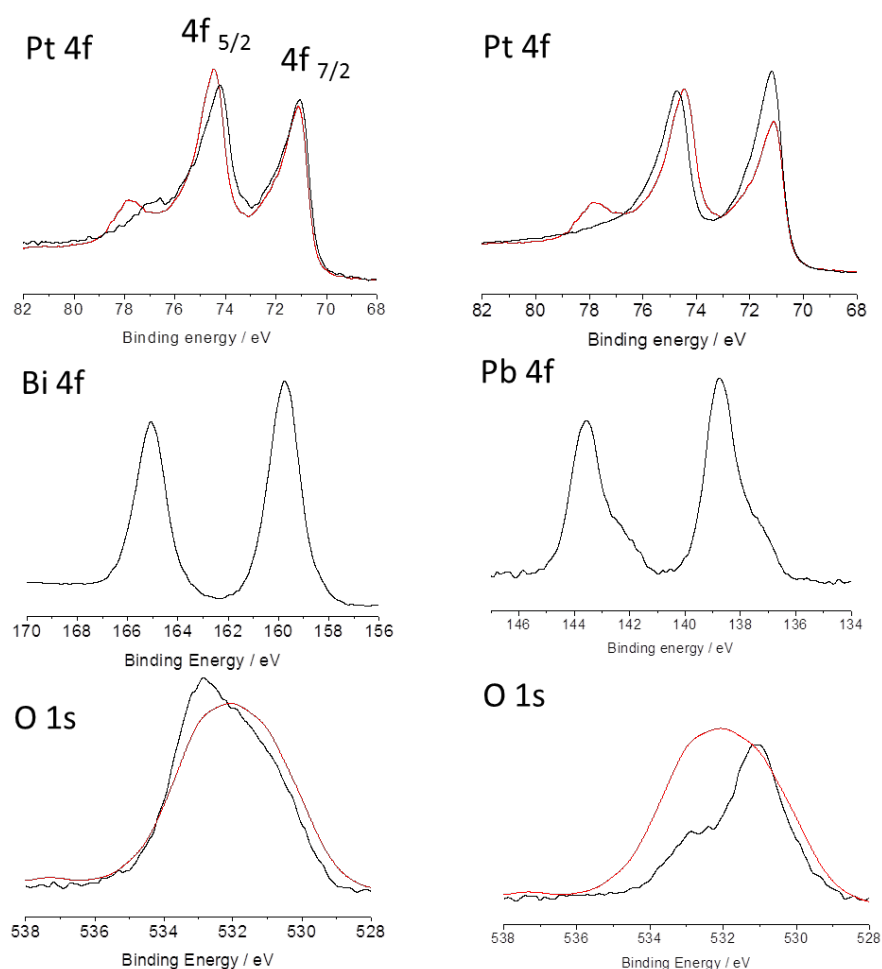 Pt 4f
4f 5/2
4f 7/2
82 80 78 76 74 72 70 68
Binding energy / eV
Pt 4f
82 80 78 76 74 72 70 68
Binding energy / eV
Bi 4f
170 168 166 164 162 160 158 156
Binding Energy / eV
Pb 4f
146 144 142 140 138 136 134
Binding energy / eV
O 1s
538 536 534 532 530 528
Binding Energy / eV
O 1s
538 536 534 532 530 528
Binding Energy / eV